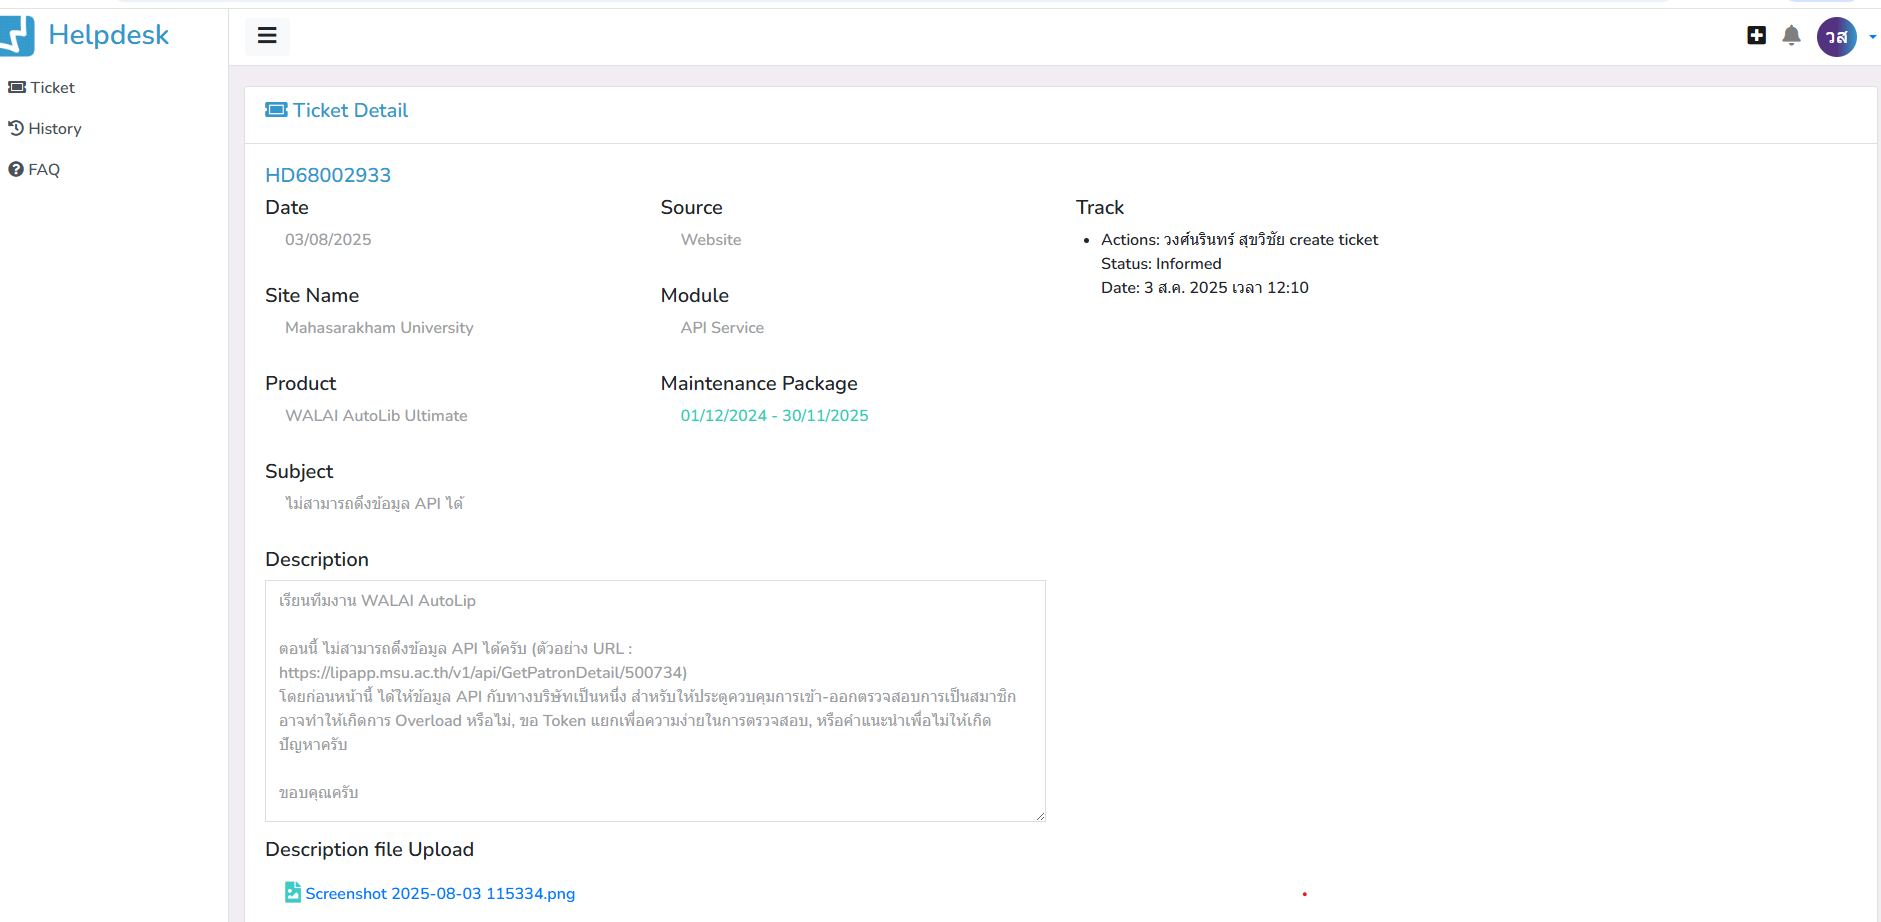 Helpdesk
วส
Ticket
History
FAQ
Ticket Detail
HD68002933
Date
03/08/2025
Source
Website
Track
Actions: วงศ์นรินทร์ สุขวิชัย create ticket
Status: Informed
Date: 3 ส.ค. 2025 เวลา 12:10
Site Name
Mahasarakham University
Module
API Service
Product
WALAI AutoLib Ultimate
Maintenance Package
01/12/2024 - 30/11/2025
Subject
ไม่สามารถดึงข้อมูล API ได้
Description
เรียนทีมงาน WALAI AutoLip
ตอนนี้ ไม่สามารถดึงข้อมูล API ได้ครับ (ตัวอย่าง URL :
https://lipapp.msu.ac.th/v1/api/GetPatronDetail/500734)
โดยก่อนหน้านี้ ได้ให้ข้อมูล API กับทางบริษัทเป็นหนึ่ง สำหรับให้ประตูควบคุมการเข้า-ออกตรวจสอบการเป็นสมาชิก
อาจทำให้เกิดการ Overload หรือไม่, ขอ Token แยกเพื่อความง่ายในการตรวจสอบ, หรือคำแนะนำเพื่อไม่ให้เกิด
ปัญหาครับ
ขอบคุณครับ
Description file Upload
Screenshot 2025-08-03 115334.png